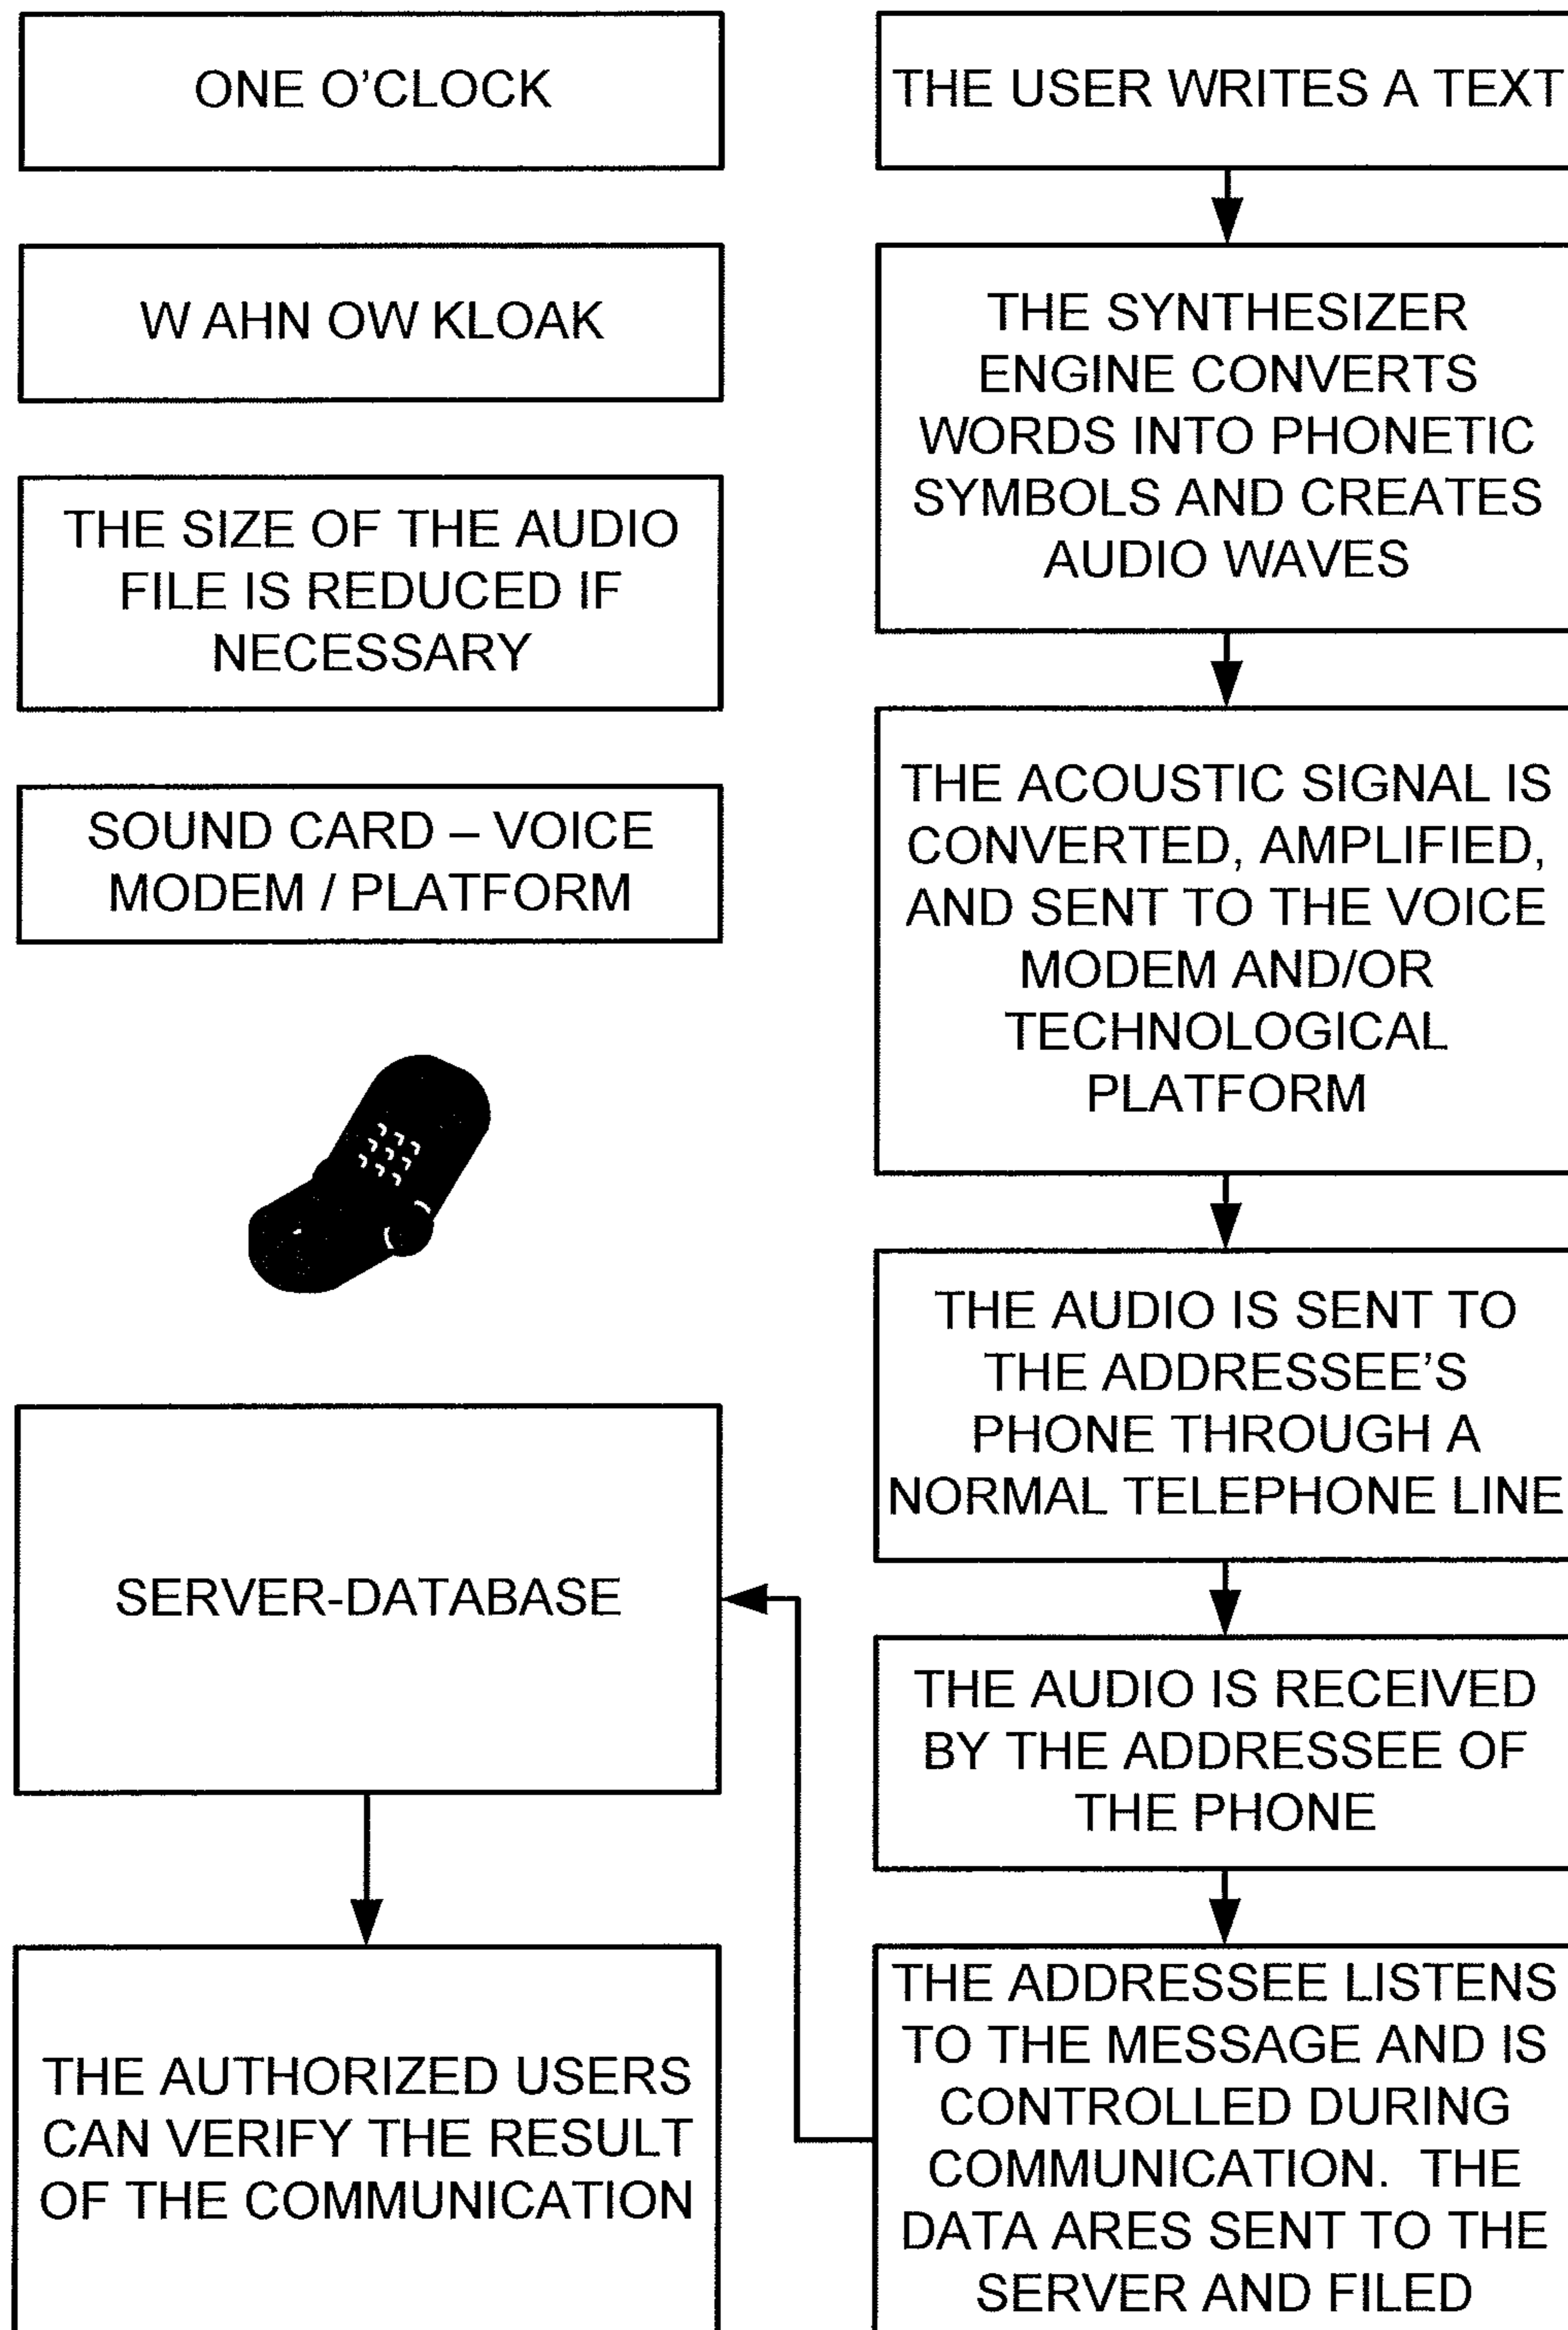 ONE O'CLOCK
W AHN OW KLOAK
THE SIZE OF THE AUDIO
FILE IS REDUCED IF
NECESSARY
SOUND CARD – VOICE
MODEM / PLATFORM
SERVER-DATABASE
THE AUTHORIZED USERS
CAN VERIFY THE RESULT
OF THE COMMUNICATION
THE USER WRITES A TEXT
THE SYNTHESIZER
ENGINE CONVERTS
WORDS INTO PHONETIC
SYMBOLS AND CREATES
AUDIO WAVES
THE ACOUSTIC SIGNAL IS
CONVERTED, AMPLIFIED,
AND SENT TO THE VOICE
MODEM AND/OR
TECHNOLOGICAL
PLATFORM
THE AUDIO IS SENT TO
THE ADDRESSEE'S
PHONE THROUGH A
NORMAL TELEPHONE LINE
THE AUDIO IS RECEIVED
BY THE ADDRESSEE OF
THE PHONE
THE ADDRESSEE LISTENS
TO THE MESSAGE AND IS
CONTROLLED DURING
COMMUNICATION. THE
DATA ARES SENT TO THE
SERVER AND FILED